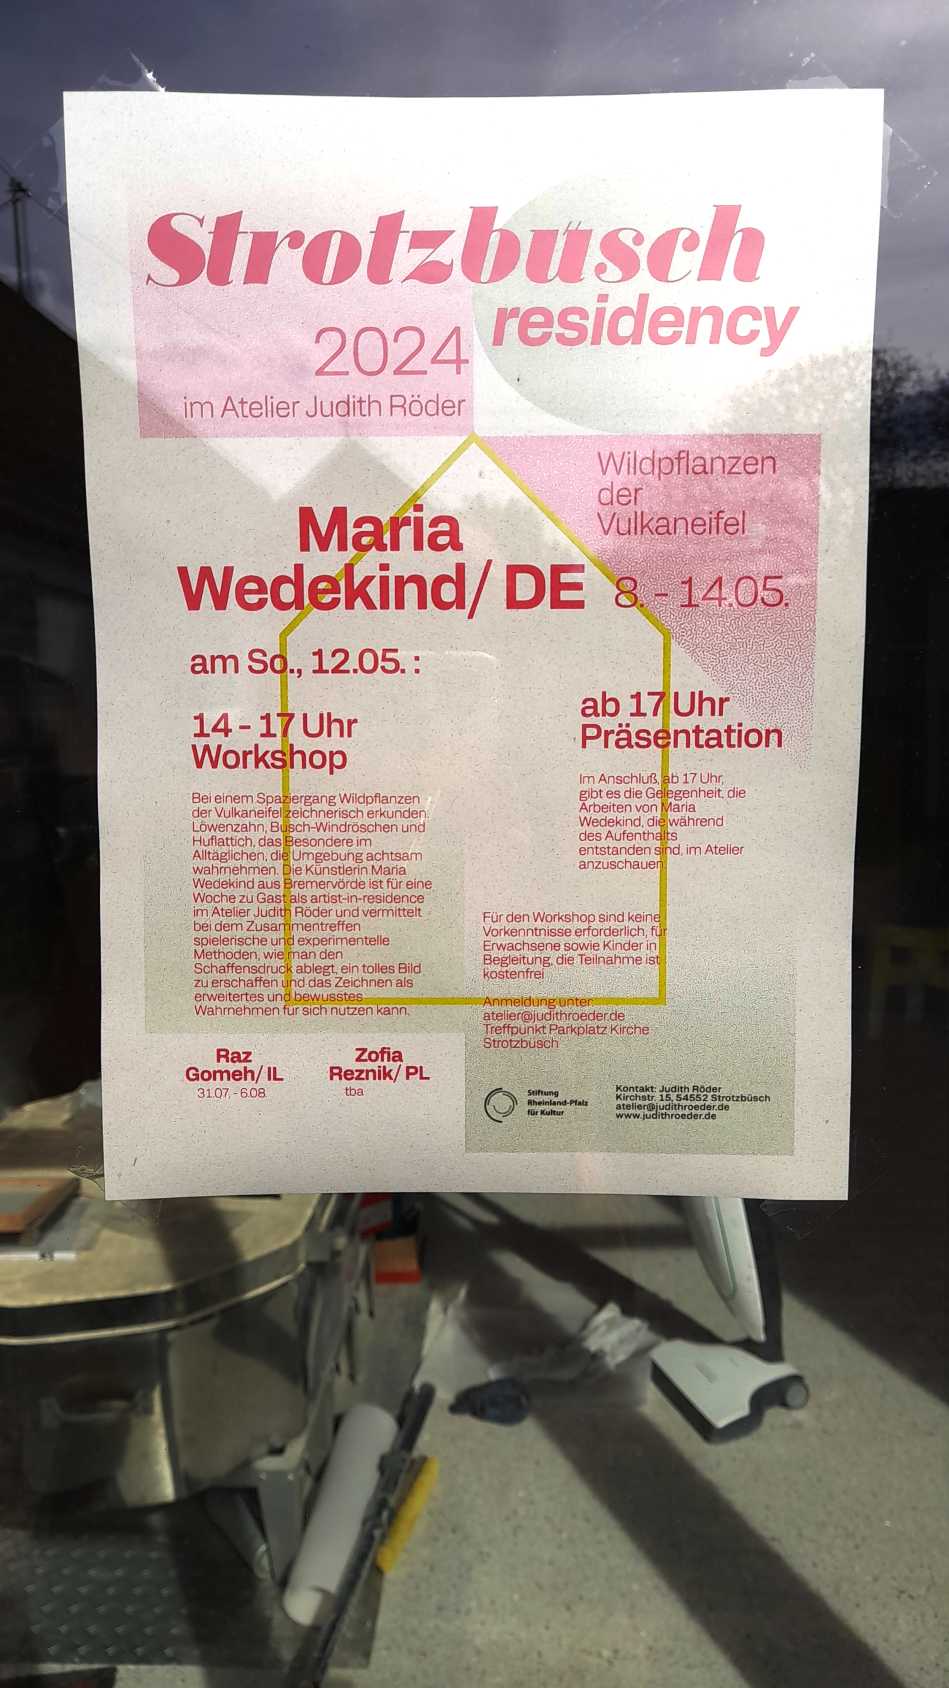 Strotzbüsch
residency
2024
im Atelier Judith Röder
Wildpflanzen
der
Vulkaneifel
Maria
Wedekind/ DE
8. - 14.05.
am So., 12.05. :
14 - 17 Uhr
Workshop
Bei einem Spaziergang Wildpflanzen
der Vulkaneifel zeichnerisch erkunden.
Löwenzahn, Busch-Windröschen und
Huflattich, das Besondere im
Alltäglichen, die Umgebung achtsam
wahrnehmen. Die Künstlerin Maria
Wedekind aus Bremervörde ist für eine
Woche zu Gast als artist-in-residence
im Atelier Judith Röder und vermittelt
bei dem Zusammentreffen
spielerische und experimentelle
Methoden, wie man den
Schaffensdruck ablegt, ein tolles Bild
zu erschaffen und das Zeichnen als
erweitertes und bewusstes
Wahrnehmen für sich nutzen kann.
ab 17 Uhr
Präsentation
Im Anschluß, ab 17 Uhr,
gibt es die Gelegenheit, die
Arbeiten von Maria
Wedekind, die während
des Aufenthalts
entstanden sind, im Atelier
anzuschauen.
Für den Workshop sind keine
Vorkenntnisse erforderlich, für
Erwachsene sowie Kinder in
Begleitung, die Teilnahme ist
kostenfrei
Anmeldung unter:
atelier@judithroeder.de
Treffpunkt Parkplatz Kirche
Strotzbüsch
Raz
Gomeh/ IL
31.07. - 6.08.
Zofia
Reznik/ PL
tba
Stiftung
Rheinland-Pfalz
für Kultur
Kontakt: Judith Röder
Kirchstr. 15, 54552 Strotzbüsch
atelier@judithroeder.de
www.judithroeder.de